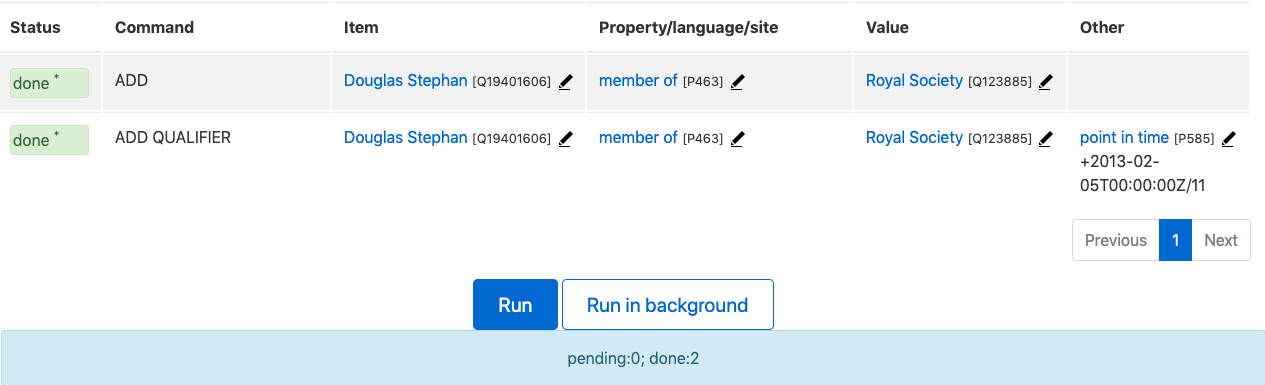 Status Command Item Property/language/site Value Other
done * ADD Douglas Stephan [Q19401606] member of [P463] Royal Society [Q123885]
done * ADD QUALIFIER Douglas Stephan [Q19401606] member of [P463] Royal Society [Q123885] point in time [P585]
+2013-02-
05T00:00:00Z/11
Previous 1 Next
Run Run in background
pending:0; done:2